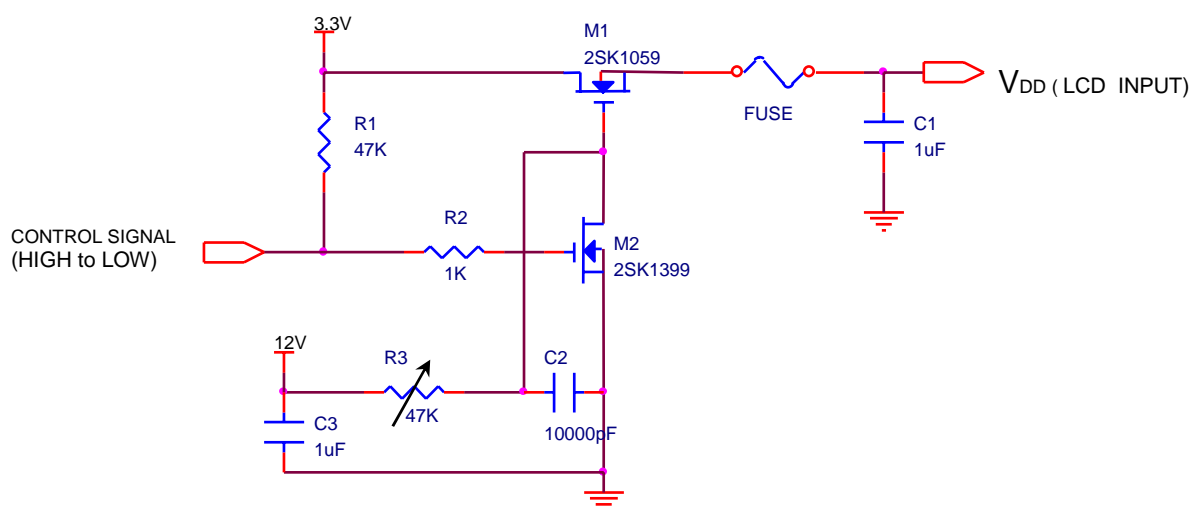 3.3V
M1
2SK1059
FUSE
VDD ( LCD INPUT)
R1
47K
C1
1uF
CONTROL SIGNAL
(HIGH to LOW)
R2
1K
M2
2SK1399
12V
R3
47K
C2
10000pF
C3
1uF